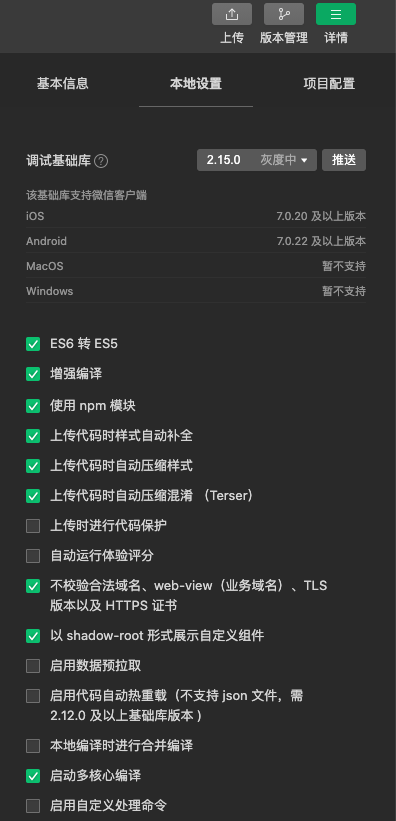 上传 版本管理 详情
基本信息 本地设置 项目配置
调试基础库 ? 2.15.0 灰度中 推送
该基础库支持微信客户端
iOS 7.0.20 及以上版本
Android 7.0.22 及以上版本
MacOS 暂不支持
Windows 暂不支持
ES6 转 ES5
增强编译
使用 npm 模块
上传代码时样式自动补全
上传代码时自动压缩样式
上传代码时自动压缩混淆 （Terser）
上传时进行代码保护
自动运行体验评分
不校验合法域名、web-view（业务域名）、TLS
版本以及 HTTPS 证书
以 shadow-root 形式展示自定义组件
启用数据预拉取
启用代码自动热重载（不支持 json 文件，需
2.12.0 及以上基础库版本 )
本地编译时进行合并编译
启动多核心编译
启用自定义处理命令